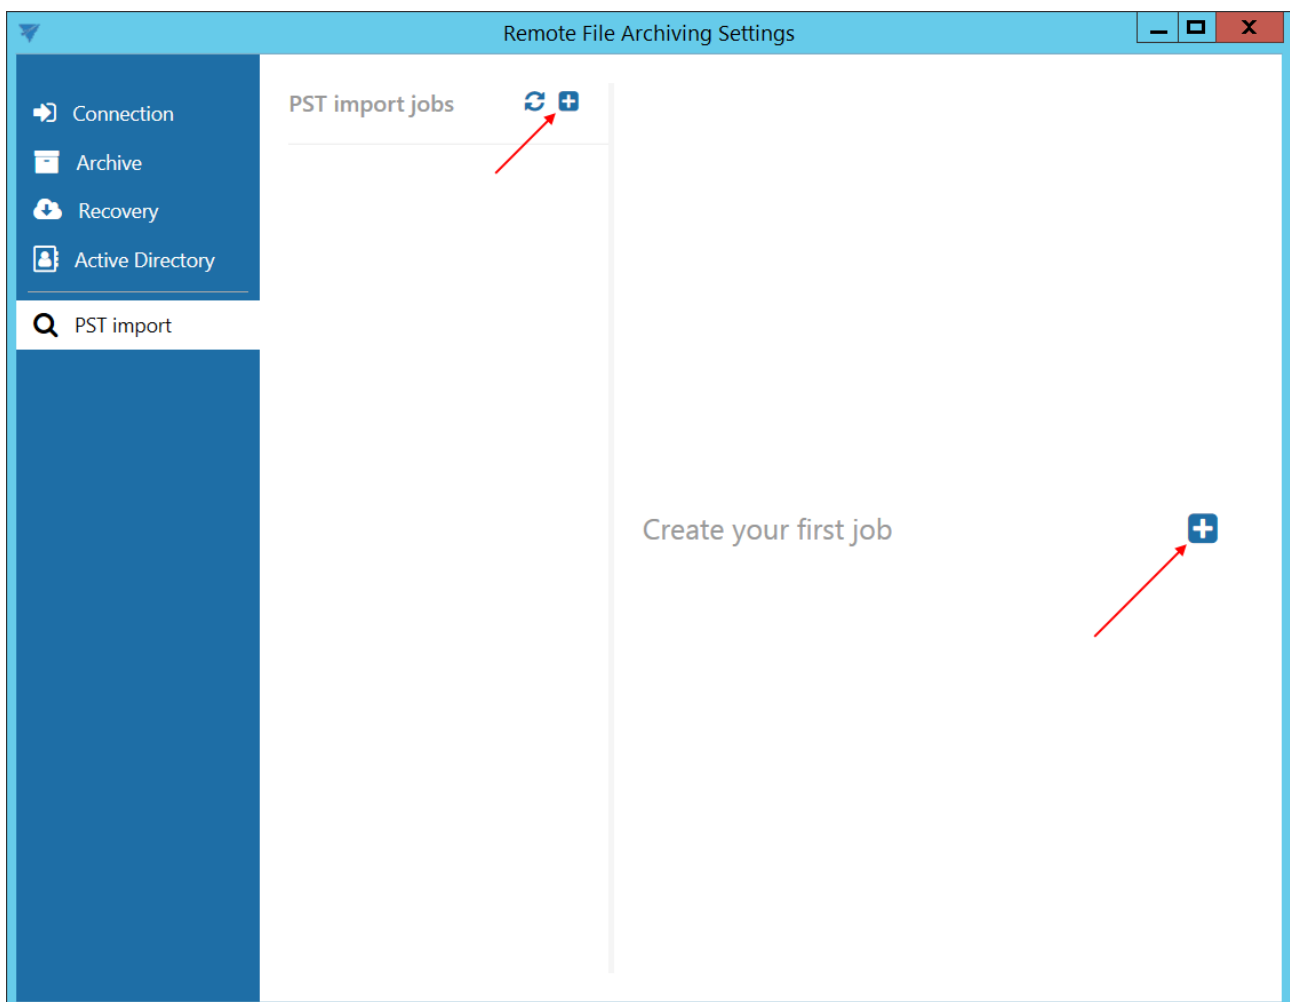 Remote File Archiving Settings
X
Connection
Archive
Recovery
Active Directory
PST import
PST import jobs
Create your first job